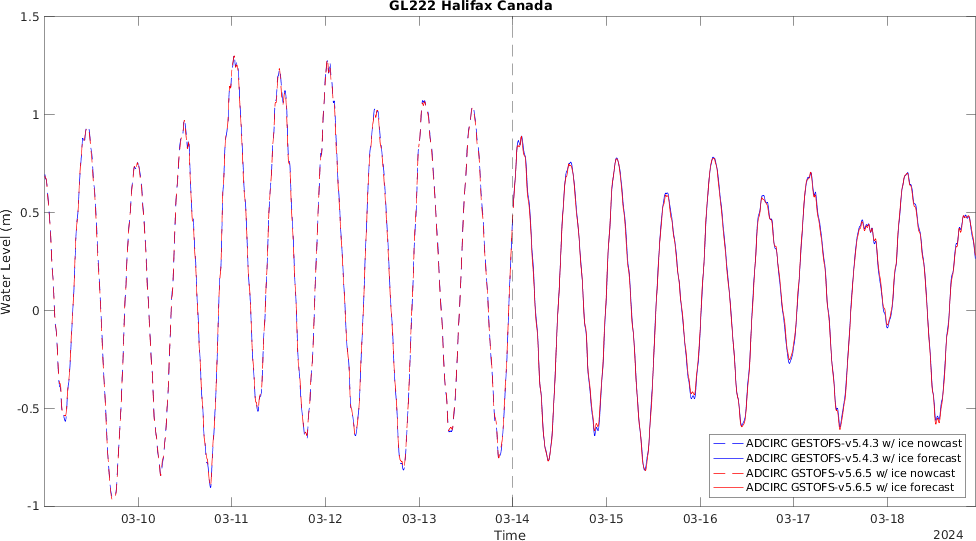 GL222 Halifax Canada
1.5
1
0.5
0
-0.5
-1
Water Level (m)
ADCIRC GESTOFS-v5.4.3 w/ ice nowcast
ADCIRC GESTOFS-v5.4.3 w/ ice forecast
ADCIRC GSTOFS-v5.6.5 w/ ice nowcast
ADCIRC GSTOFS-v5.6.5 w/ ice forecast
03-10 03-11 03-12 03-13 03-14 03-15 03-16 03-17 03-18
Time
2024